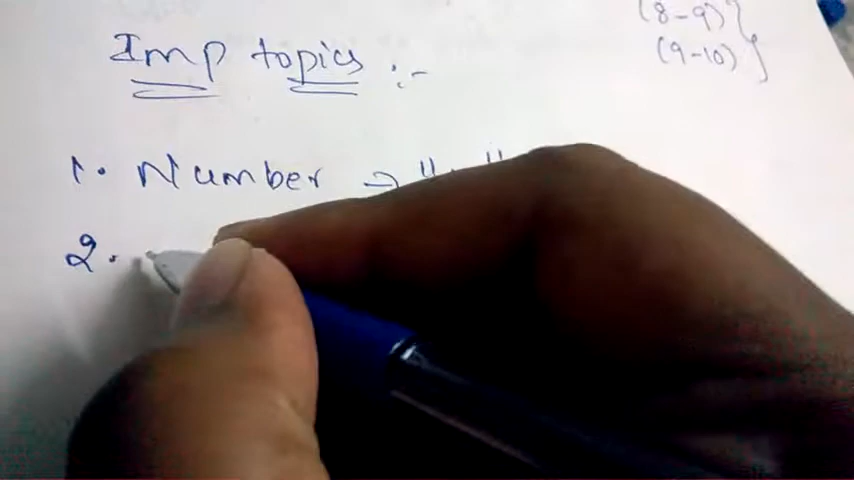 (8-9)}
(9-10)}
Imp topics :-
1. Number →
2.